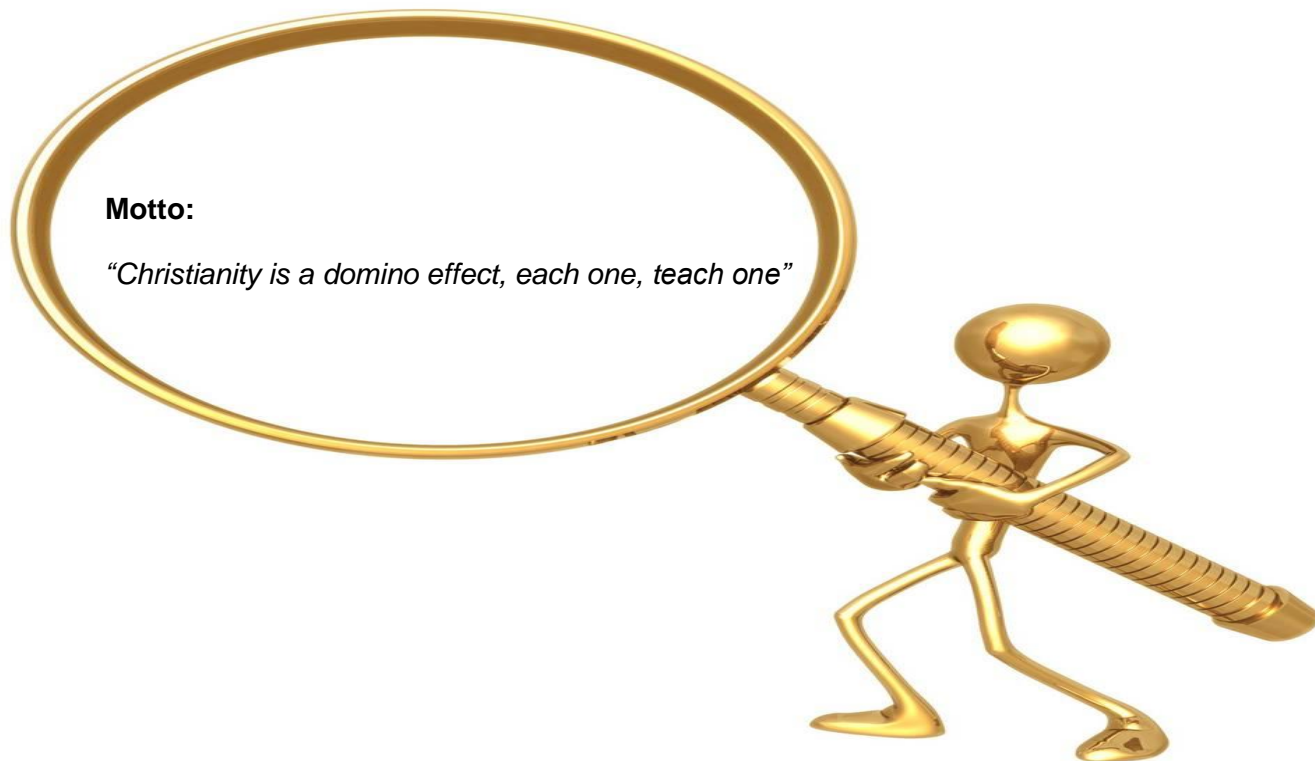 Motto:
“Christianity is a domino effect, each one, teach one”